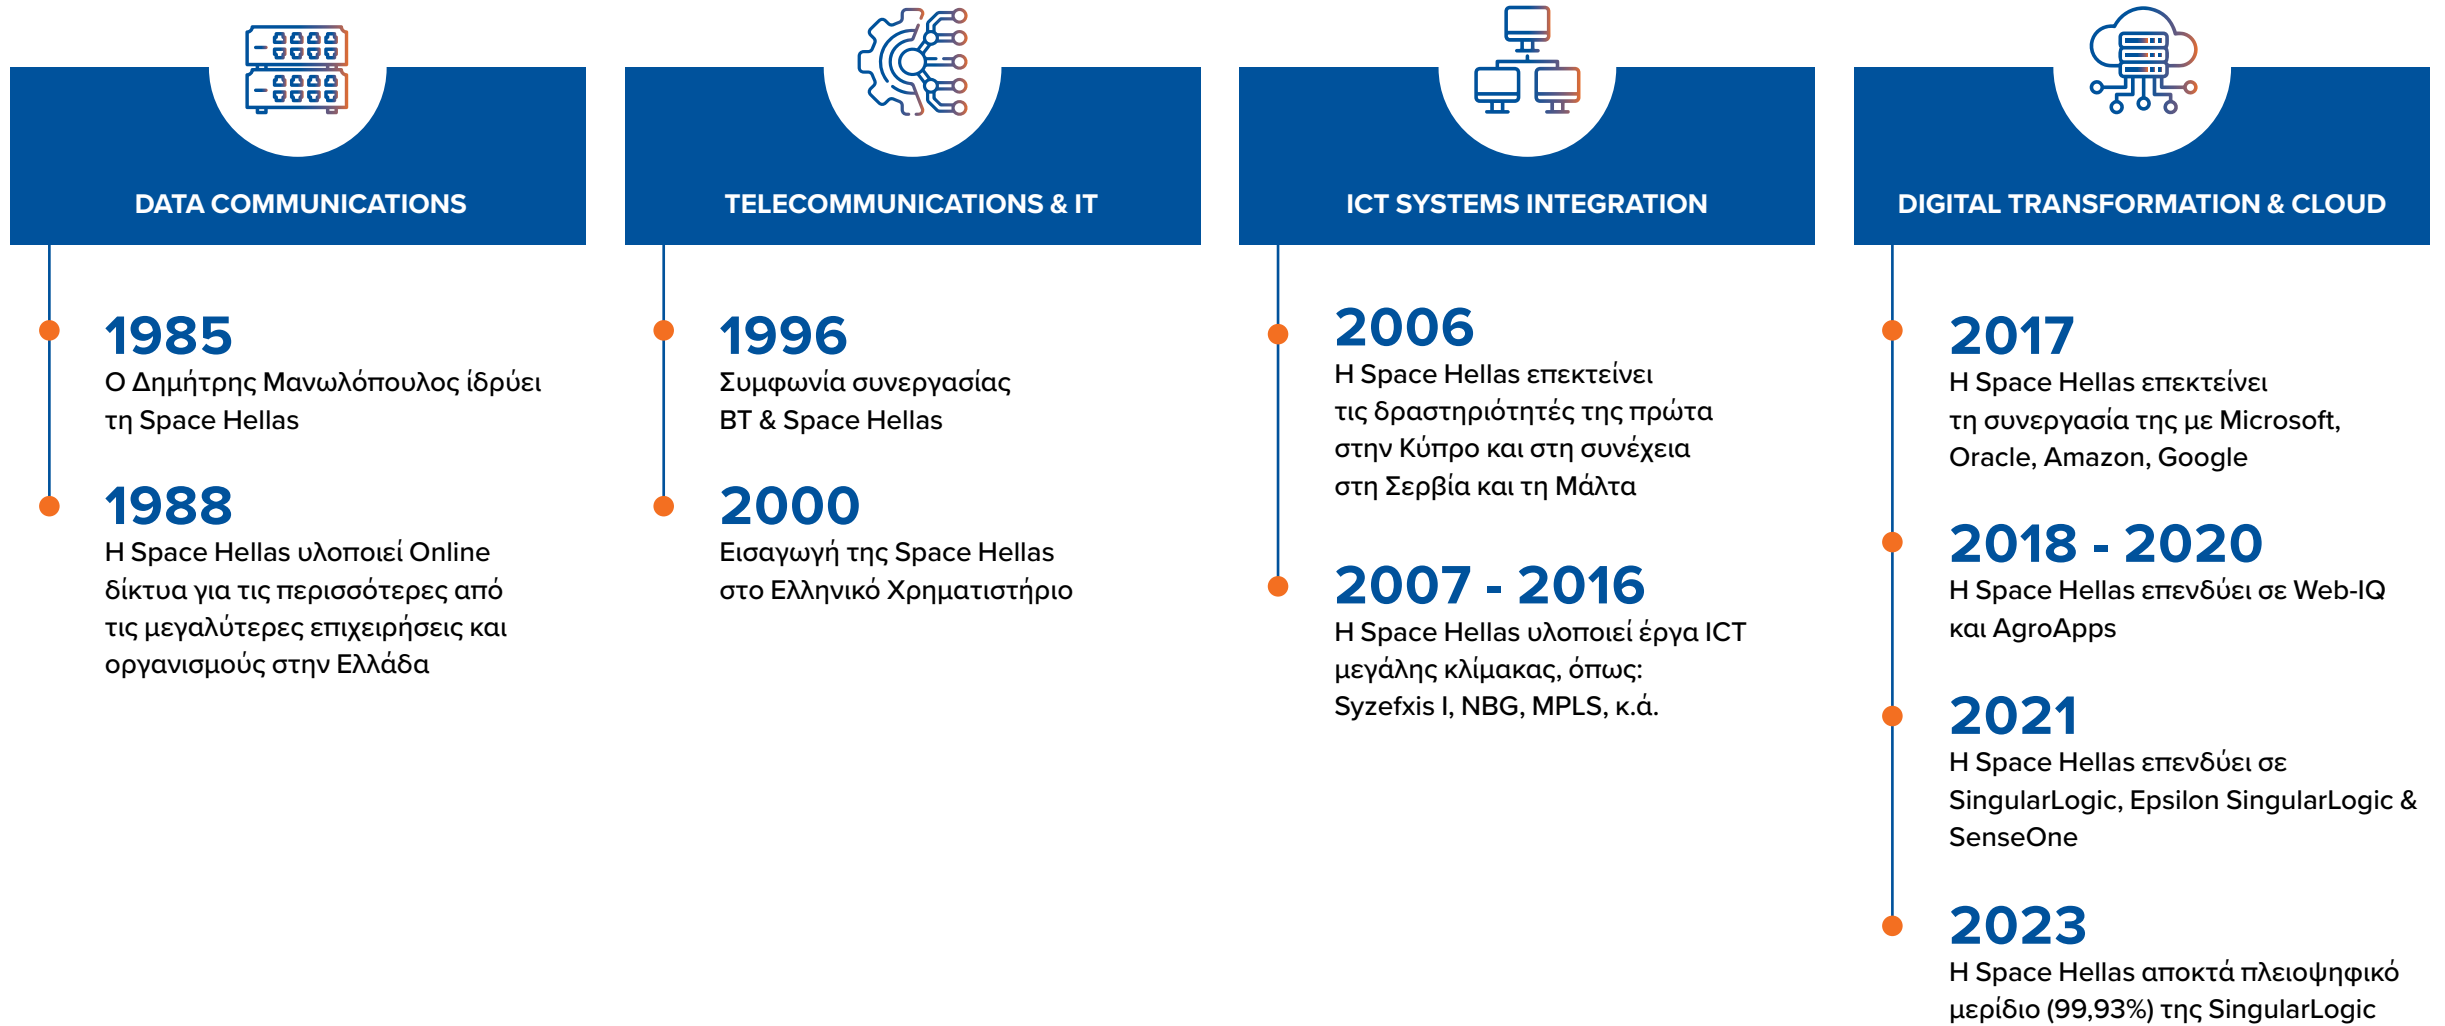 DATA COMMUNICATIONS
1985
Ο Δημήτρης Μανωλόπουλος ίδρύει
τη Space Hellas
1988
Η Space Hellas υλοποιεί Online
δίκτυα για τις περισσότερες από
τις μεγαλύτερες επιχειρήσεις και
οργανισμούς στην Ελλάδα
TELECOMMUNICATIONS & IT
1996
Συμφωνία συνεργασίας
BT & Space Hellas
2000
Εισαγωγή της Space Hellas
στο Ελληνικό Χρηματιστήριο
ICT SYSTEMS INTEGRATION
2006
Η Space Hellas επεκτείνει
τις δραστηριότητές της πρώτα
στην Κύπρο και στη συνέχεια
στη Σερβία και τη Μάλτα
2007 - 2016
Η Space Hellas υλοποιεί έργα ICT
μεγάλης κλίμακας, όπως:
Syzefxis I, NBG, MPLS, κ.ά.
DIGITAL TRANSFORMATION & CLOUD
2017
Η Space Hellas επεκτείνει
τη συνεργασία της με Microsoft,
Oracle, Amazon, Google
2018 - 2020
Η Space Hellas επενδύει σε Web-IQ
και AgroApps
2021
Η Space Hellas επενδύει σε
SingularLogic, Epsilon SingularLogic &
SenseOne
2023
Η Space Hellas αποκτά πλειοψηφικό
μερίδιο (99,93%) της SingularLogic